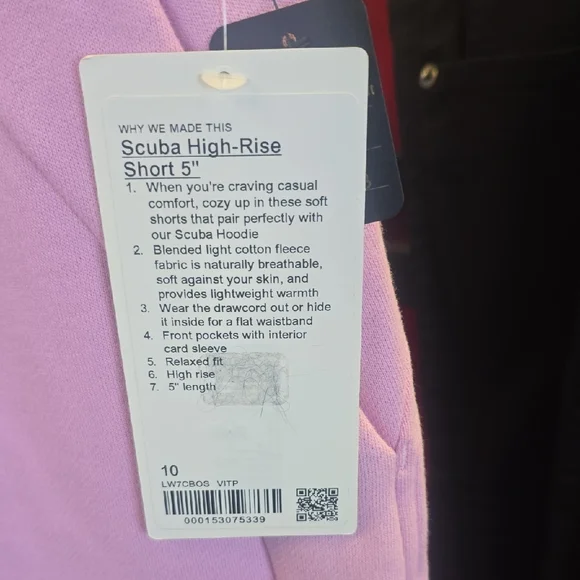 WHY WE MADE THIS
Scuba High-Rise
Short 5"
1. When you're craving casual
comfort, cozy up in these soft
shorts that pair perfectly with
our Scuba Hoodie
2. Blended light cotton fleece
fabric is naturally breathable,
soft against your skin, and
provides lightweight warmth
3. Wear the drawcord out or hide
it inside for a flat waistband
4. Front pockets with interior
card sleeve
5. Relaxed fit
6. High rise
7. 5" length
10
LW7CBOS VITP
000153075339